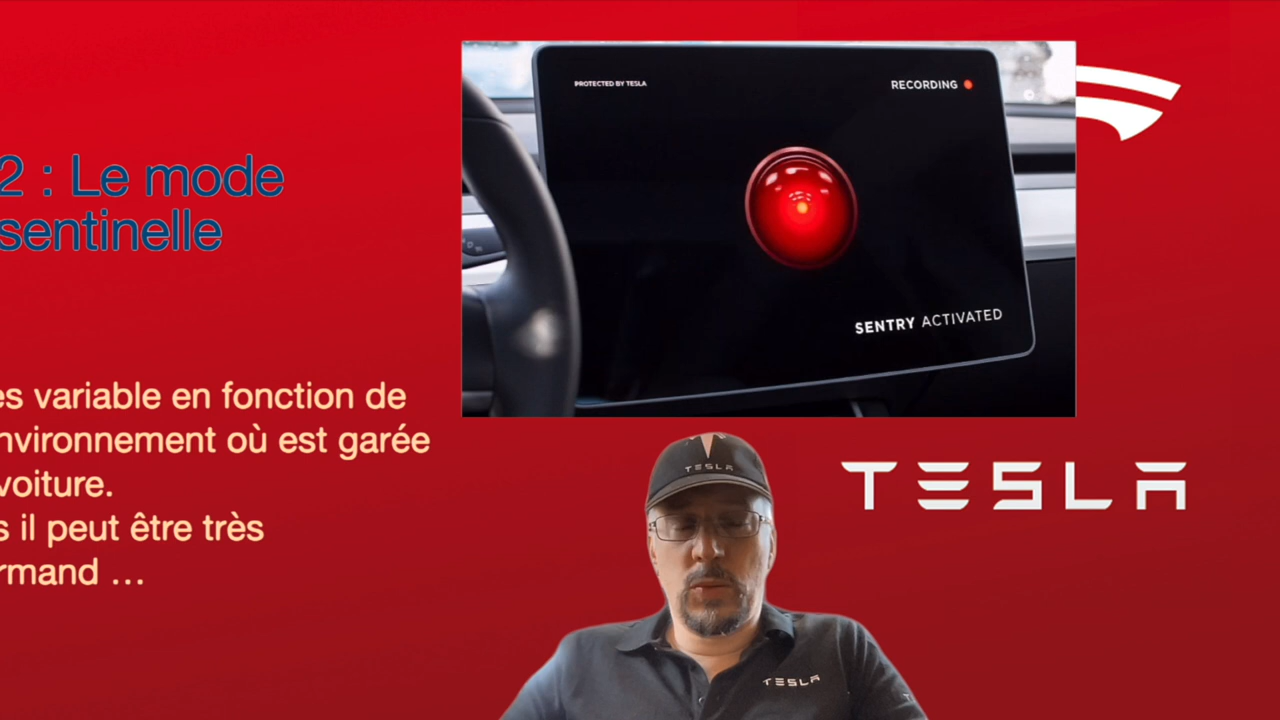 PROTECTED BY TESLA
RECORDING
2 : Le mode
sentinelle
SENTRY ACTIVATED
es variable en fonction de
nvironnement où est garée
voiture.
s il peut être très
rmand ...
TESLA
TESLA
TESLA